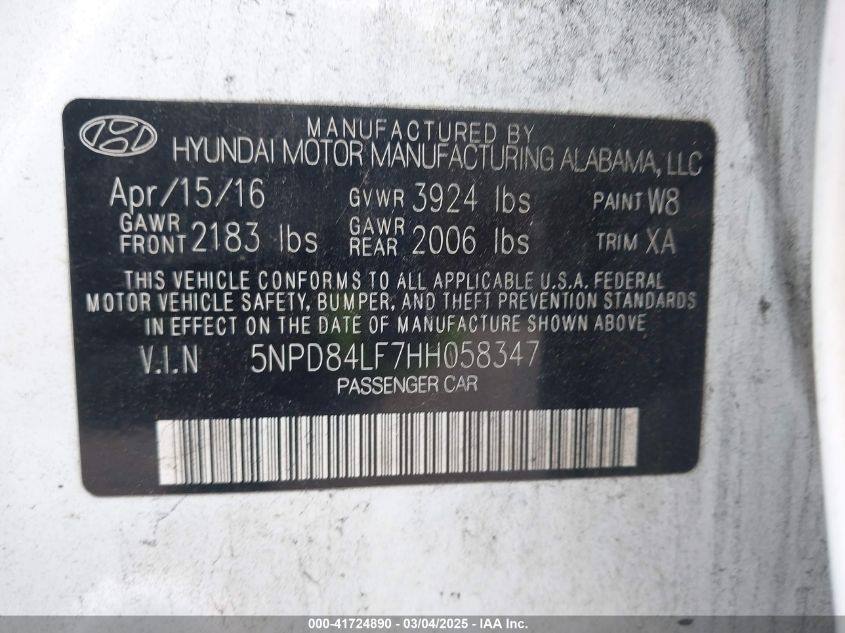 MANUFACTURED BY
HYUNDAI MOTOR MANUFACTURING ALABAMA, LLC
Apr/15/16 GVWR 3924 lbs PAINT W8
GAWR FRONT 2183 lbs GAWR REAR 2006 lbs TRIM XA
THIS VEHICLE CONFORMS TO ALL APPLICABLE U.S.A. FEDERAL
MOTOR VEHICLE SAFETY, BUMPER, AND THEFT PREVENTION STANDARDS
IN EFFECT ON THE DATE OF MANUFACTURE SHOWN ABOVE.
V.I.N 5NPD84LF7HH058347
PASSENGER CAR
000-41724890 - 03/04/2025 - IAA Inc.